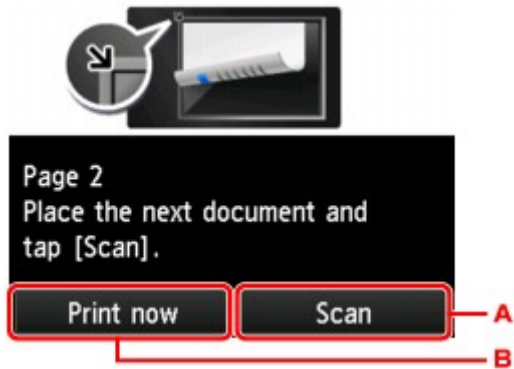 Page 2
Place the next document and
tap [Scan].
Print now
Scan
A
B